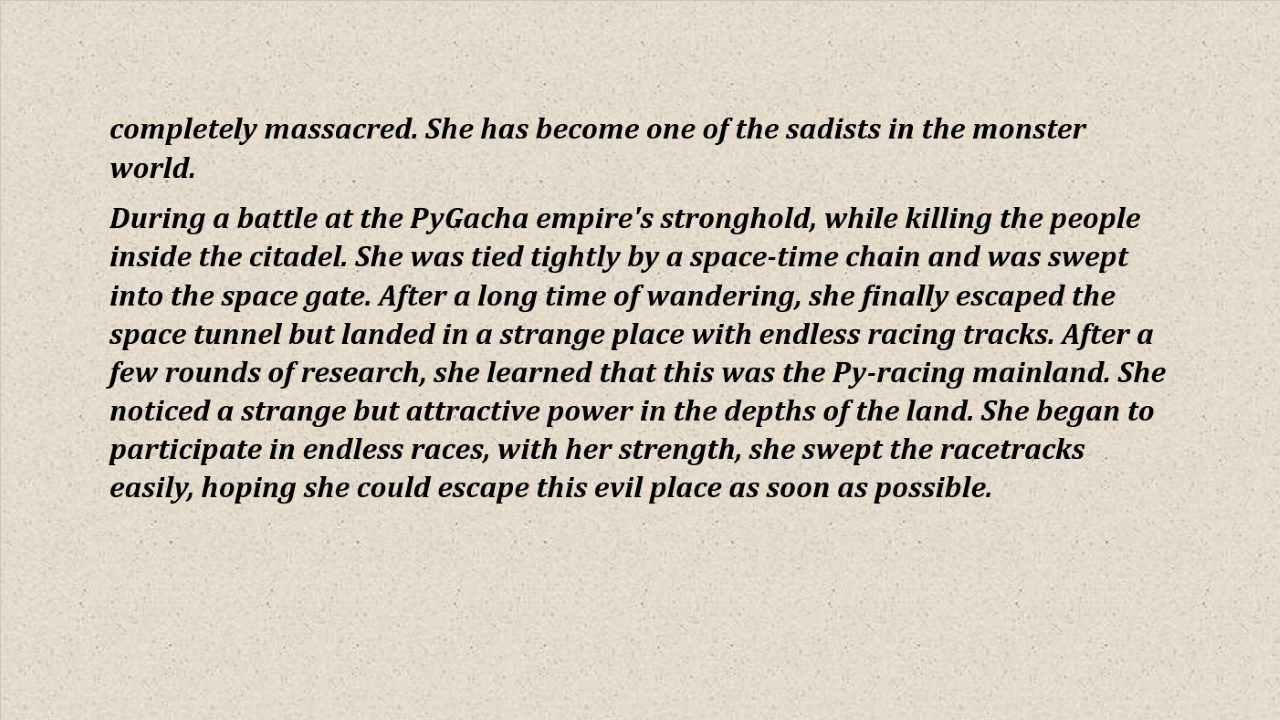 completely massacred. She has become one of the sadists in the monster
world.
During a battle at the PyGacha empire's stronghold, while killing the people
inside the citadel. She was tied tightly by a space-time chain and was swept
into the space gate. After a long time of wandering, she finally escaped the
space tunnel but landed in a strange place with endless racing tracks. After a
few rounds of research, she learned that this was the Py-racing mainland. She
noticed a strange but attractive power in the depths of the land. She began to
participate in endless races, with her strength, she swept the racetracks
easily, hoping she could escape this evil place as soon as possible.